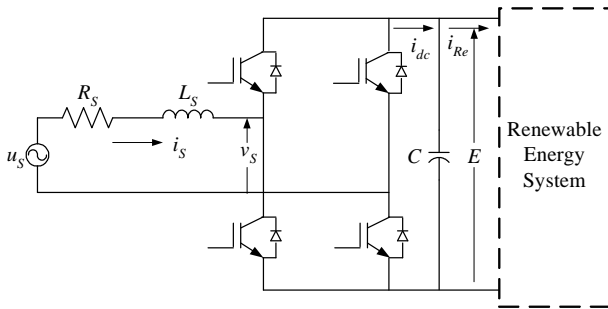 i_dc
i_Re
R_S
L_S
i_S
v_S
u_S
C
E
Renewable
Energy
System